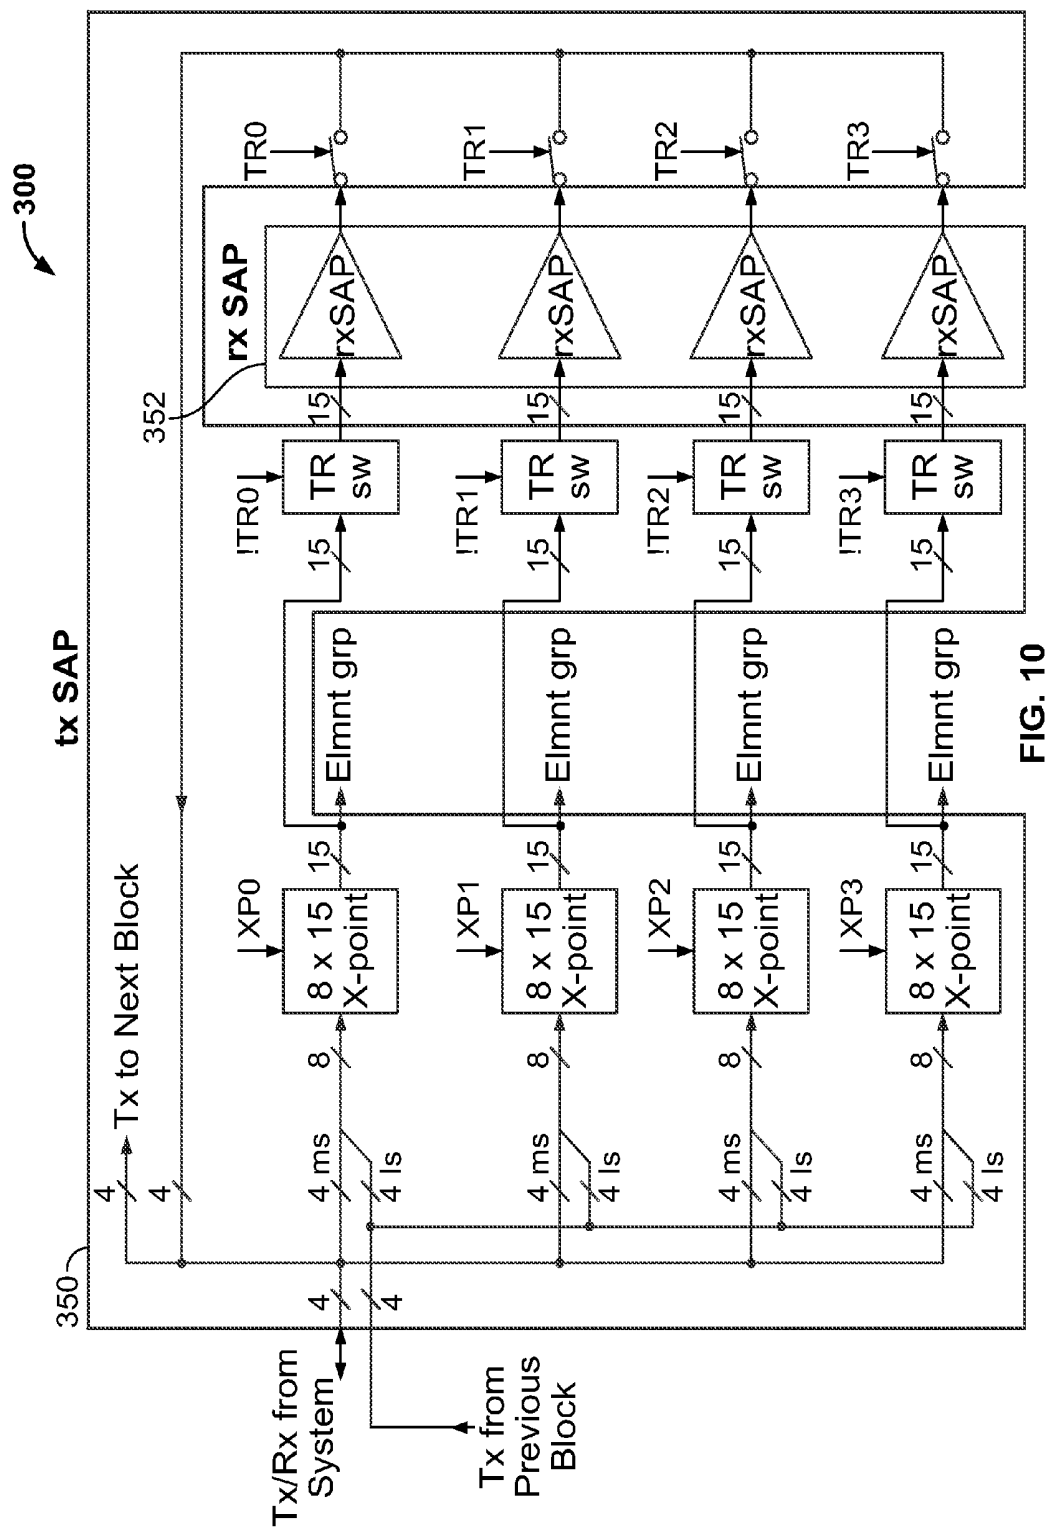 300
tx SAP
350
Tx to Next Block
4
4
rx SAP
352
Tx/Rx from
System
4
4 ms
8
XP0
8 x 15
X-point
15
Elmnt grp
15
!TR0
TR
sw
15
rxSAP
TR0
4
4 ls
Tx from
Previous
Block
4 ms
8
XP1
8 x 15
X-point
15
Elmnt grp
15
!TR1
TR
sw
15
rxSAP
TR1
4 ls
4 ms
8
XP2
8 x 15
X-point
15
Elmnt grp
15
!TR2
TR
sw
15
rxSAP
TR2
4 ls
4 ms
8
XP3
8 x 15
X-point
15
Elmnt grp
15
!TR3
TR
sw
15
rxSAP
TR3
4 ls
FIG. 10